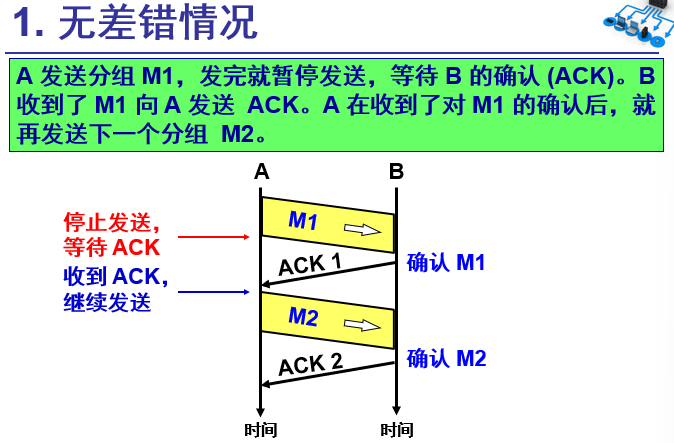 1. 无差错情况
A 发送分组 M1，发完就暂停发送，等待 B 的确认 (ACK)。B
收到了 M1 向 A 发送 ACK。A 在收到了对 M1 的确认后，就
再发送下一个分组 M2。
A
B
停止发送，
等待 ACK
收到 ACK，
继续发送
M1
ACK 1
确认 M1
M2
ACK 2
确认 M2
时间
时间